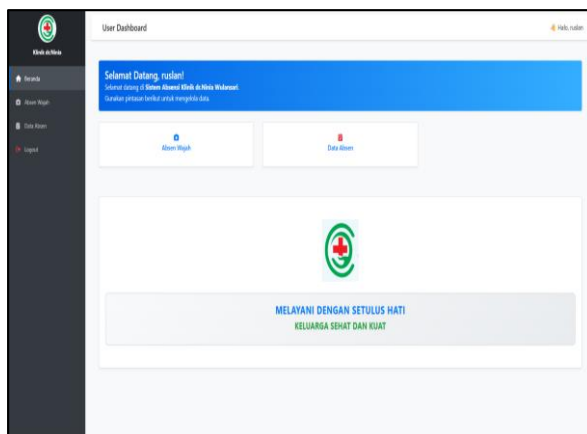 Klinik dr.Ninia
Beranda
Absen Wajah
Data Absen
Logout
User Dashboard
Halo, ruslan
Selamat Datang, ruslan!
Selamat datang di Sistem Absensi Klinik dr.Ninia Wulansari.
Gunakan pintasan berikut untuk mengelola data.
Absen Wajah
Data Absen
MELAYANI DENGAN SETULUS HATI
KELUARGA SEHAT DAN KUAT